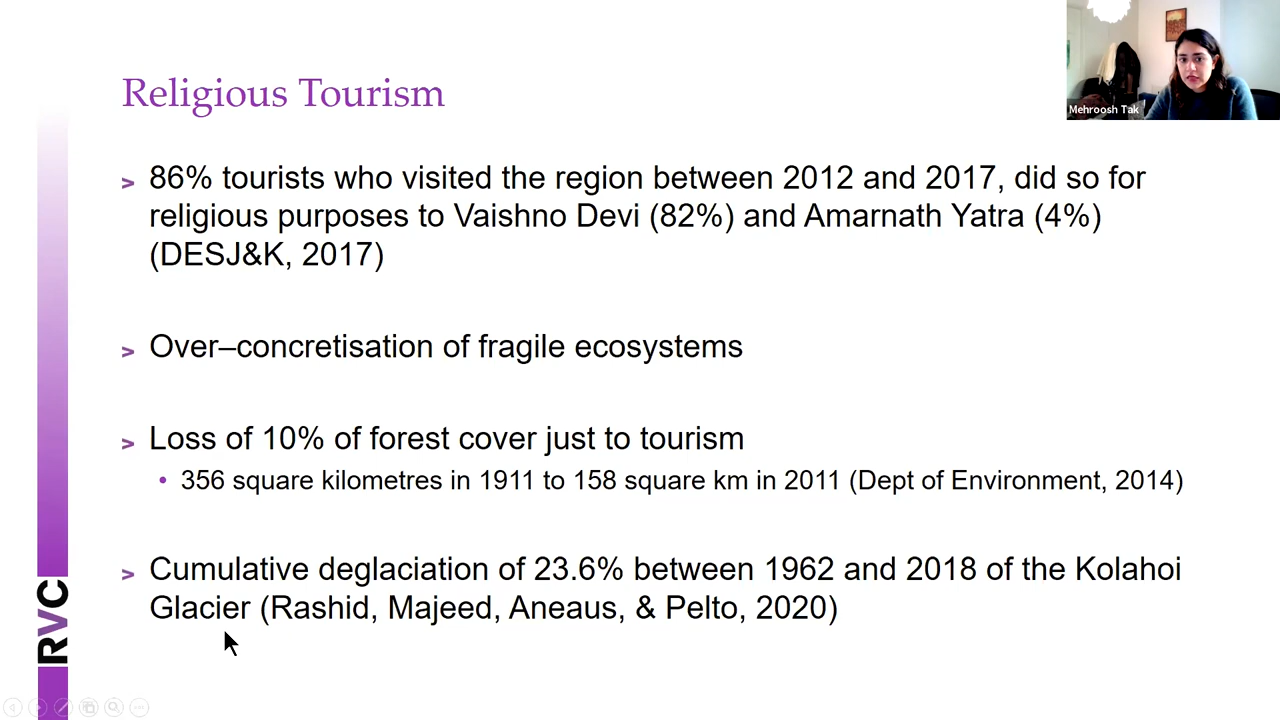 Religious Tourism
Mehroosh Tak
> 86% tourists who visited the region between 2012 and 2017, did so for
religious purposes to Vaishno Devi (82%) and Amarnath Yatra (4%)
(DESJ&K, 2017)
> Over–concretisation of fragile ecosystems
> Loss of 10% of forest cover just to tourism
• 356 square kilometres in 1911 to 158 square km in 2011 (Dept of Environment, 2014)
> Cumulative deglaciation of 23.6% between 1962 and 2018 of the Kolahoi
Glacier (Rashid, Majeed, Aneaus, & Pelto, 2020)
RVC